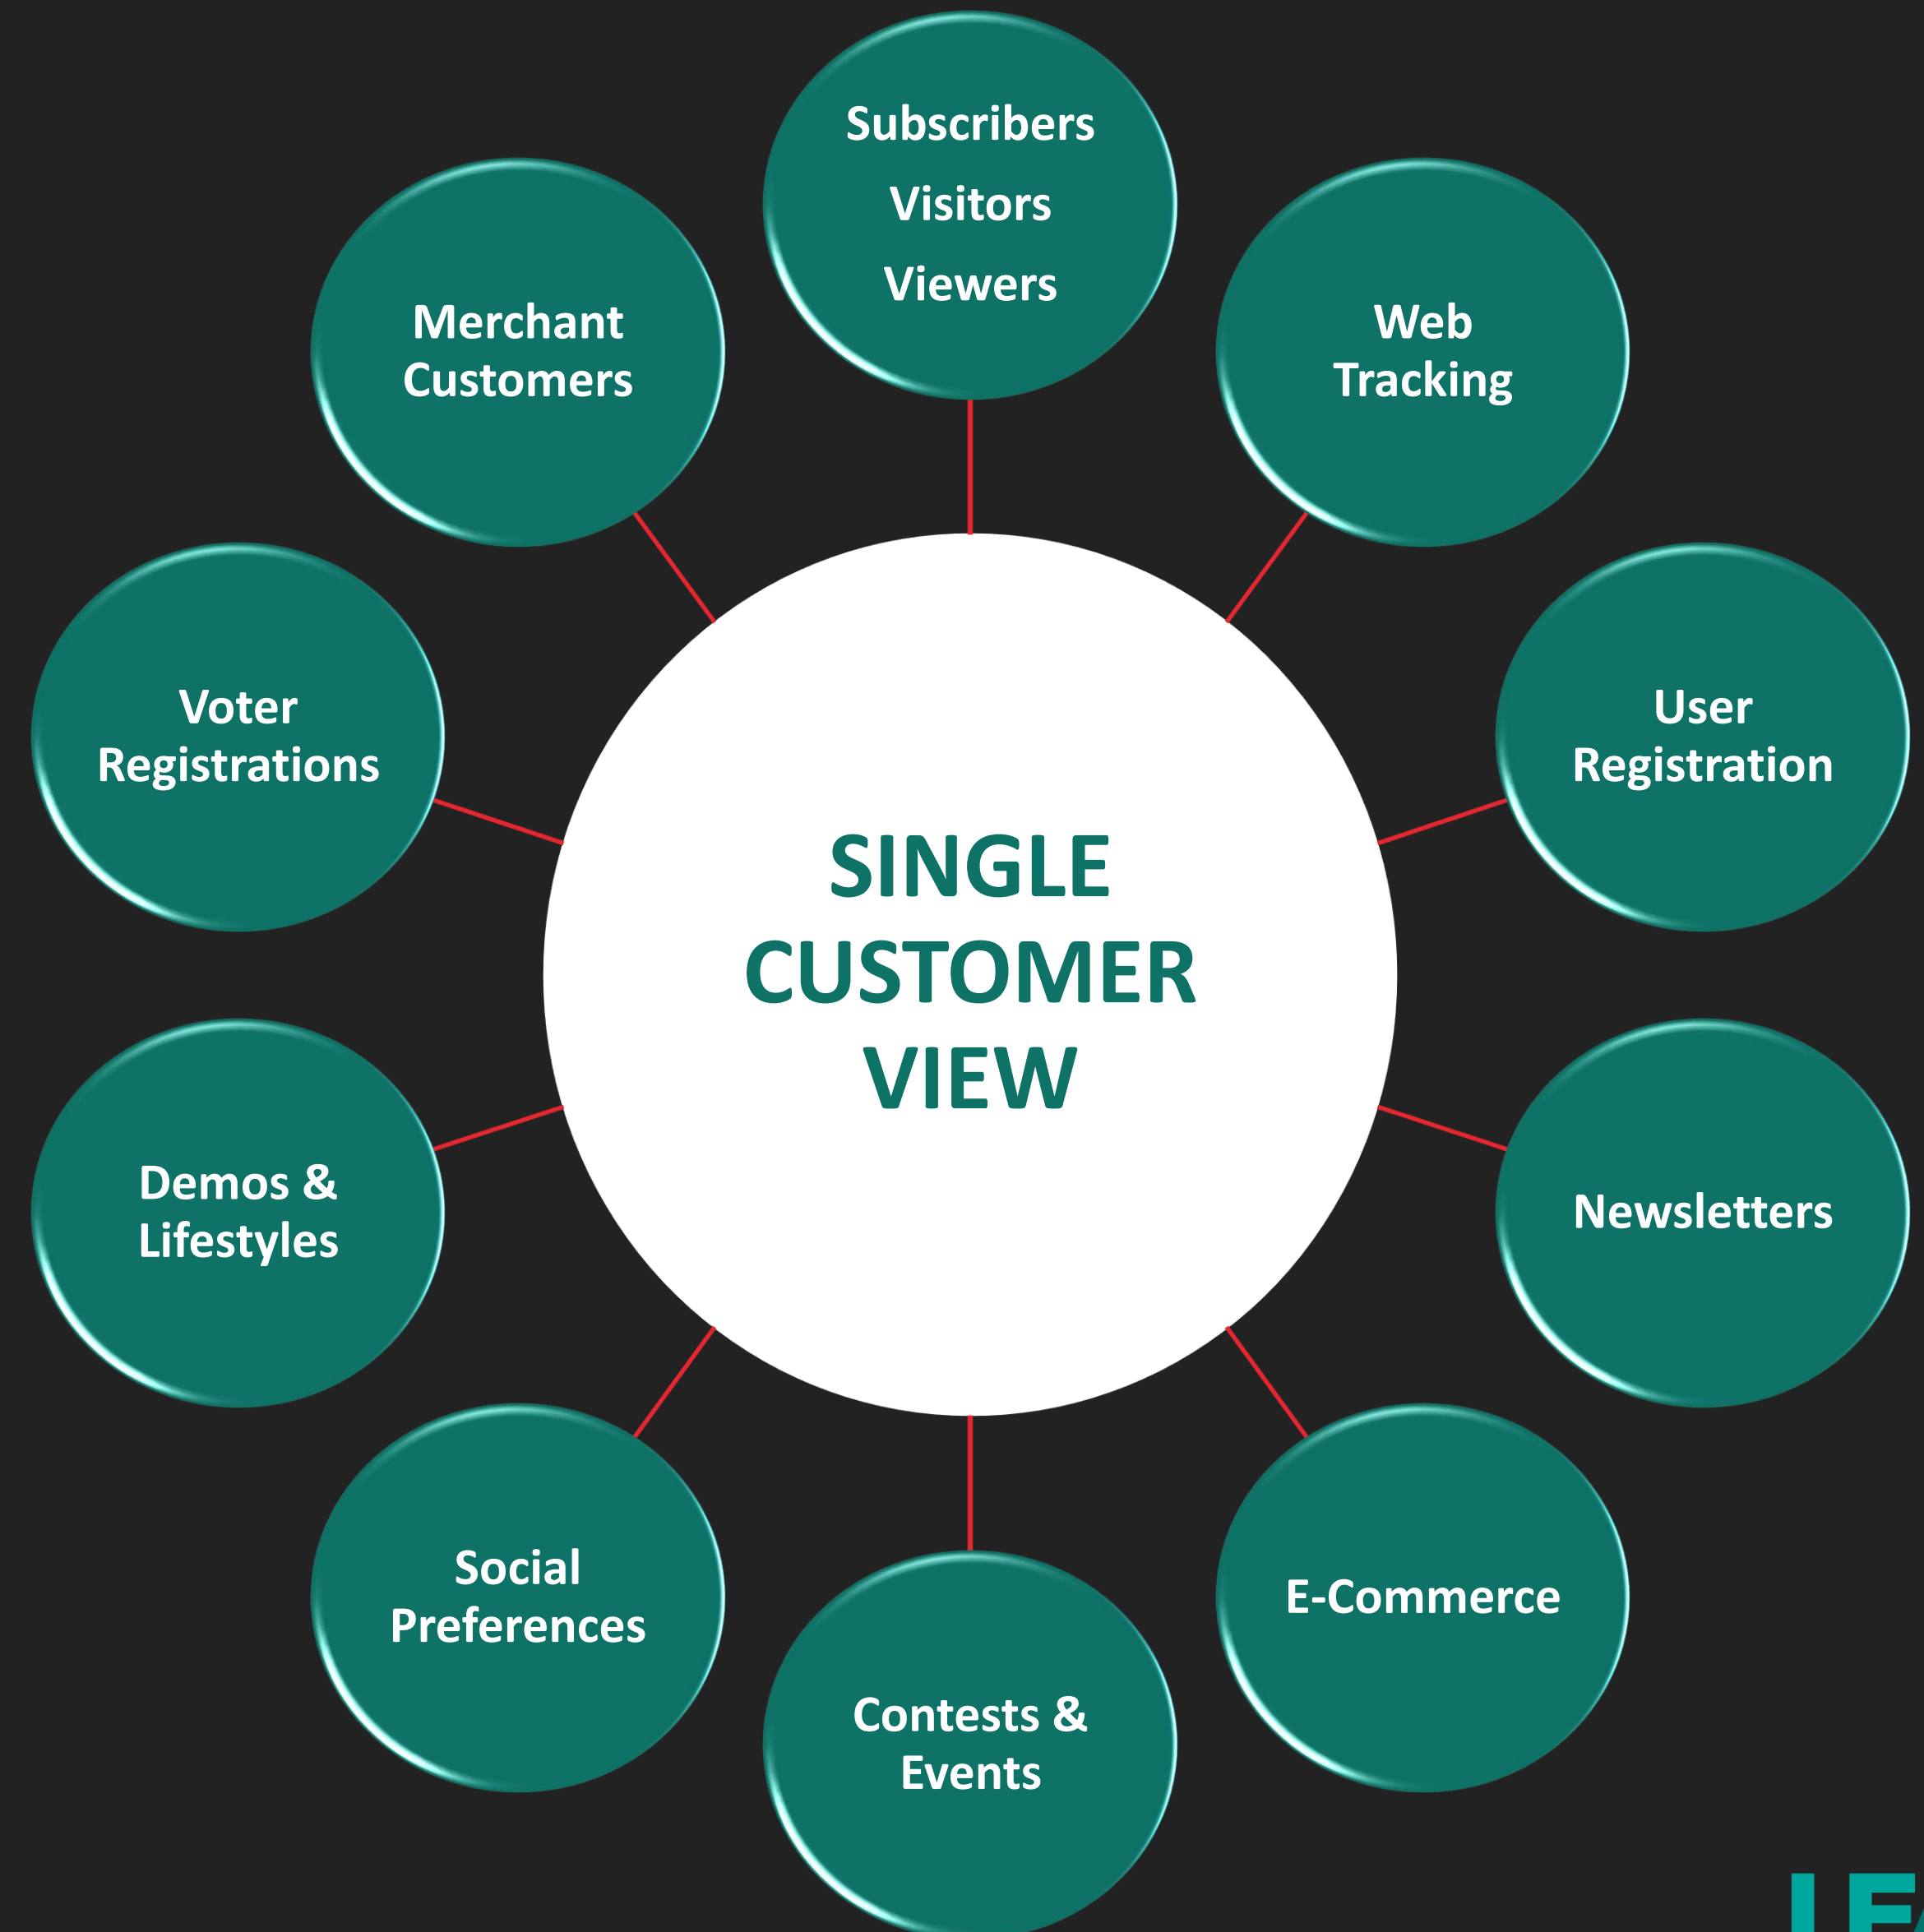 Subscribers
Visitors
Viewers
Merchant
Customers
Web
Tracking
Voter
Registrations
User
Registration
SINGLE
CUSTOMER
VIEW
Demos &
Lifestyles
Newsletters
Social
Preferences
E-Commerce
Contests &
Events